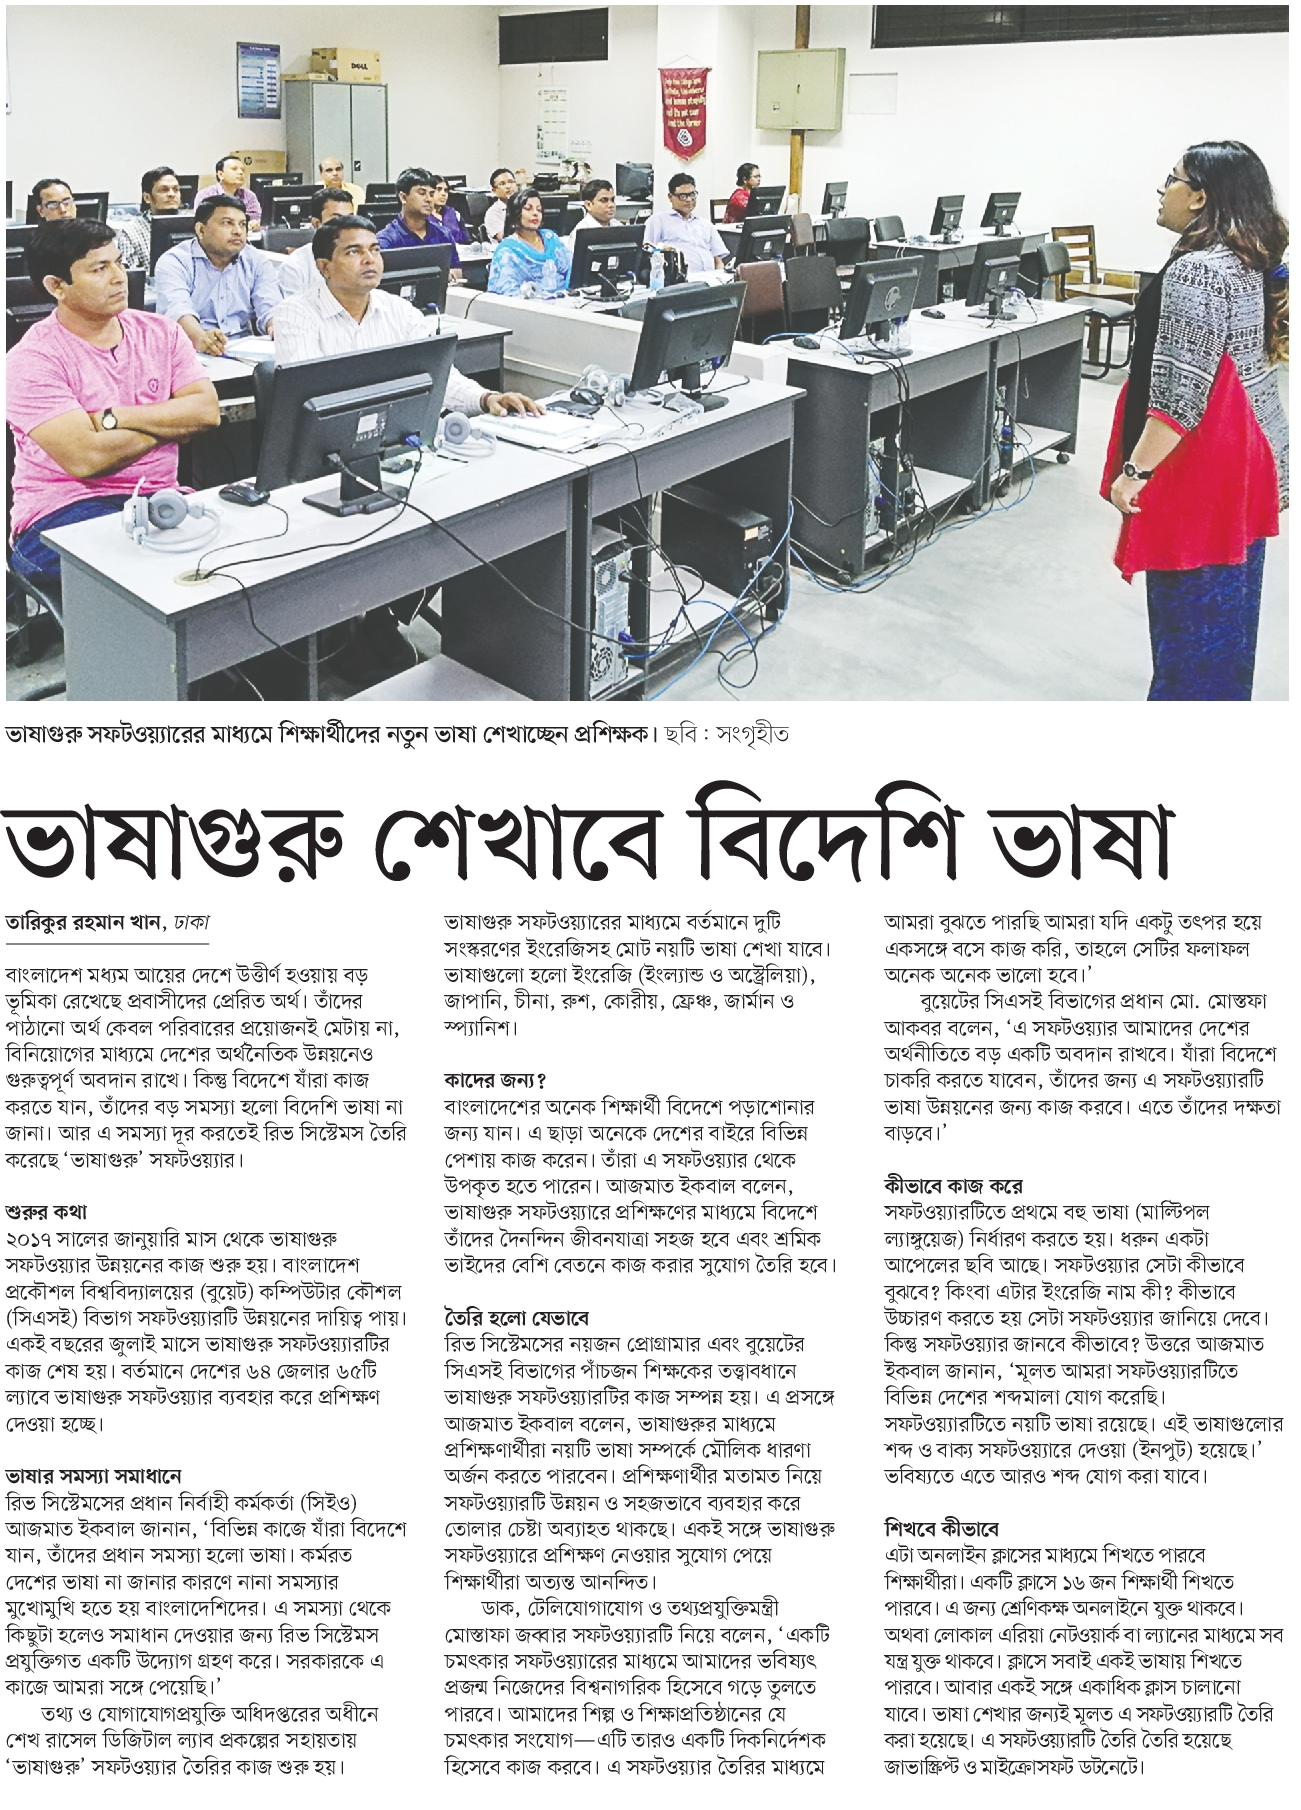 DELL
hp
ভাষাগুরু সফটওয়্যারের মাধ্যমে শিক্ষার্থীদের নতুন ভাষা শেখাচ্ছেন প্রশিক্ষক। ছবি : সংগৃহীত
ভাষাগুরু শেখাবে বিদেশি ভাষা
তারিকুর রহমান খান, ঢাকা
বাংলাদেশ মধ্যম আয়ের দেশে উত্তীর্ণ হওয়ায় বড়
ভূমিকা রেখেছে প্রবাসীদের প্রেরিত অর্থ। তাঁদের
পাঠানো অর্থ কেবল পরিবারের প্রয়োজনই মেটায় না,
বিনিয়োগের মাধ্যমে দেশের অর্থনৈতিক উন্নয়নেও
গুরুত্বপূর্ণ অবদান রাখে। কিন্তু বিদেশে যাঁরা কাজ
করতে যান, তাঁদের বড় সমস্যা হলো বিদেশি ভাষা না
জানা। আর এ সমস্যা দূর করতেই রিভ সিস্টেমস তৈরি
করেছে ‘ভাষাগুরু’ সফটওয়্যার।
শুরুর কথা
২০১৭ সালের জানুয়ারি মাস থেকে ভাষাগুরু
সফটওয়্যার উন্নয়নের কাজ শুরু হয়। বাংলাদেশ
প্রকৌশল বিশ্ববিদ্যালয়ের (বুয়েট) কম্পিউটার কৌশল
(সিএসই) বিভাগ সফটওয়্যারটি উন্নয়নের দায়িত্ব পায়।
একই বছরের জুলাই মাসে ভাষাগুরু সফটওয়্যারটির
কাজ শেষ হয়। বর্তমানে দেশের ৬৪ জেলার ৬৫টি
ল্যাবে ভাষাগুরু সফটওয়্যার ব্যবহার করে প্রশিক্ষণ
দেওয়া হচ্ছে।
ভাষার সমস্যা সমাধানে
রিভ সিস্টেমসের প্রধান নির্বাহী কর্মকর্তা (সিইও)
আজমাত ইকবাল জানান, ‘বিভিন্ন কাজে যাঁরা বিদেশে
যান, তাঁদের প্রধান সমস্যা হলো ভাষা। কর্মরত
দেশের ভাষা না জানার কারণে নানা সমস্যার
মুখোমুখি হতে হয় বাংলাদেশিদের। এ সমস্যা থেকে
কিছুটা হলেও সমাধান দেওয়ার জন্য রিভ সিস্টেমস
প্রযুক্তিগত একটি উদ্যোগ গ্রহণ করে। সরকারকে এ
কাজে আমরা সঙ্গে পেয়েছি।’
তথ্য ও যোগাযোগপ্রযুক্তি অধিদপ্তরের অধীনে
শেখ রাসেল ডিজিটাল ল্যাব প্রকল্পের সহায়তায়
‘ভাষাগুরু’ সফটওয়্যার তৈরির কাজ শুরু হয়।
ভাষাগুরু সফটওয়্যারের মাধ্যমে বর্তমানে দুটি
সংস্করণের ইংরেজিসহ মোট নয়টি ভাষা শেখা যাবে।
ভাষাগুলো হলো ইংরেজি (ইংল্যান্ড ও অস্ট্রেলিয়া),
জাপানি, চীনা, রুশ, কোরীয়, ফ্রেঞ্চ, জার্মান ও
স্প্যানিশ।
কাদের জন্য?
বাংলাদেশের অনেক শিক্ষার্থী বিদেশে পড়াশোনার
জন্য যান। এ ছাড়া অনেকে দেশের বাইরে বিভিন্ন
পেশায় কাজ করেন। তাঁরা এ সফটওয়্যার থেকে
উপকৃত হতে পারেন। আজমাত ইকবাল বলেন,
ভাষাগুরু সফটওয়্যারে প্রশিক্ষণের মাধ্যমে বিদেশে
তাঁদের দৈনন্দিন জীবনযাত্রা সহজ হবে এবং শ্রমিক
ভাইদের বেশি বেতনে কাজ করার সুযোগ তৈরি হবে।
তৈরি হলো যেভাবে
রিভ সিস্টেমসের নয়জন প্রোগ্রামার এবং বুয়েটের
সিএসই বিভাগের পাঁচজন শিক্ষকের তত্ত্বাবধানে
ভাষাগুরু সফটওয়্যারটির কাজ সম্পন্ন হয়। এ প্রসঙ্গে
আজমাত ইকবাল বলেন, ভাষাগুরুর মাধ্যমে
প্রশিক্ষণার্থীরা নয়টি ভাষা সম্পর্কে মৌলিক ধারণা
অর্জন করতে পারবেন। প্রশিক্ষণার্থীর মতামত নিয়ে
সফটওয়্যারটি উন্নয়ন ও সহজভাবে ব্যবহার করে
তোলার চেষ্টা অব্যাহত থাকছে। একই সঙ্গে ভাষাগুরু
সফটওয়্যারে প্রশিক্ষণ নেওয়ার সুযোগ পেয়ে
শিক্ষার্থীরা অত্যন্ত আনন্দিত।
ডাক, টেলিযোগাযোগ ও তথ্যপ্রযুক্তিমন্ত্রী
মোস্তাফা জব্বার সফটওয়্যারটি নিয়ে বলেন, ‘একটি
চমৎকার সফটওয়্যারের মাধ্যমে আমাদের ভবিষ্যৎ
প্রজন্ম নিজেদের বিশ্বনাগরিক হিসেবে গড়ে তুলতে
পারবে। আমাদের শিল্প ও শিক্ষাপ্রতিষ্ঠানের যে
চমৎকার সংযোগ—এটি তারও একটি দিকনির্দেশক
হিসেবে কাজ করবে। এ সফটওয়্যার তৈরির মাধ্যমে
আমরা বুঝতে পারছি আমরা যদি একটু তৎপর হয়ে
একসঙ্গে বসে কাজ করি, তাহলে সেটির ফলাফল
অনেক অনেক ভালো হবে।’
বুয়েটের সিএসই বিভাগের প্রধান মো. মোস্তফা
আকবর বলেন, ‘এ সফটওয়্যার আমাদের দেশের
অর্থনীতিতে বড় একটি অবদান রাখবে। যাঁরা বিদেশে
চাকরি করতে যাবেন, তাঁদের জন্য এ সফটওয়্যারটি
ভাষা উন্নয়নের জন্য কাজ করবে। এতে তাঁদের দক্ষতা
বাড়বে।’
কীভাবে কাজ করে
সফটওয়্যারটিতে প্রথমে বহু ভাষা (মাল্টিপল
ল্যাঙ্গুয়েজ) নির্ধারণ করতে হয়। ধরুন একটা
আপেলের ছবি আছে। সফটওয়্যার সেটা কীভাবে
বুঝবে? কিংবা এটার ইংরেজি নাম কী? কীভাবে
উচ্চারণ করতে হয় সেটা সফটওয়্যার জানিয়ে দেবে।
কিন্তু সফটওয়্যার জানবে কীভাবে? উত্তরে আজমাত
ইকবাল জানান, ‘মূলত আমরা সফটওয়্যারটিতে
বিভিন্ন দেশের শব্দমালা যোগ করেছি।
সফটওয়্যারটিতে নয়টি ভাষা রয়েছে। এই ভাষাগুলোর
শব্দ ও বাক্য সফটওয়্যারে দেওয়া (ইনপুট) হয়েছে।’
ভবিষ্যতে এতে আরও শব্দ যোগ করা যাবে।
শিখবে কীভাবে
এটা অনলাইন ক্লাসের মাধ্যমে শিখতে পারবে
শিক্ষার্থীরা। একটি ক্লাসে ১৬ জন শিক্ষার্থী শিখতে
পারবে। এ জন্য শ্রেণিকক্ষ অনলাইনে যুক্ত থাকবে।
অথবা লোকাল এরিয়া নেটওয়ার্ক বা ল্যানের মাধ্যমে সব
যন্ত্র যুক্ত থাকবে। ক্লাসে সবাই একই ভাষায় শিখতে
পারবে। আবার একই সঙ্গে একাধিক ক্লাস চালানো
যাবে। ভাষা শেখার জন্যই মূলত এ সফটওয়্যারটি তৈরি
করা হয়েছে। এ সফটওয়্যারটি তৈরি তৈরি হয়েছে
জাভাস্ক্রিপ্ট ও মাইক্রোসফট ডটনেটে।